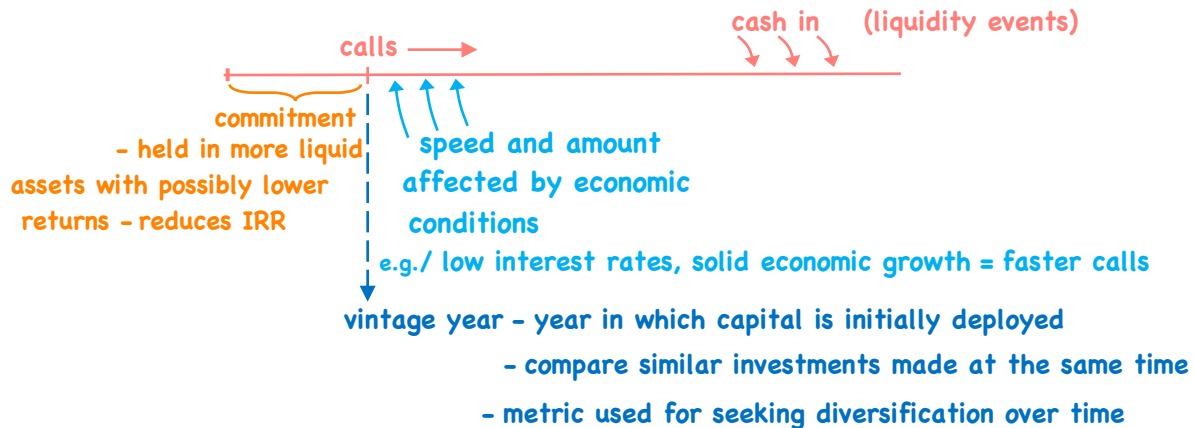 cash in (liquidity events)
calls
commitment
- held in more liquid
assets with possibly lower
returns - reduces IRR
speed and amount
affected by economic
conditions
e.g./ low interest rates, solid economic growth = faster calls
vintage year - year in which capital is initially deployed
- compare similar investments made at the same time
- metric used for seeking diversification over time